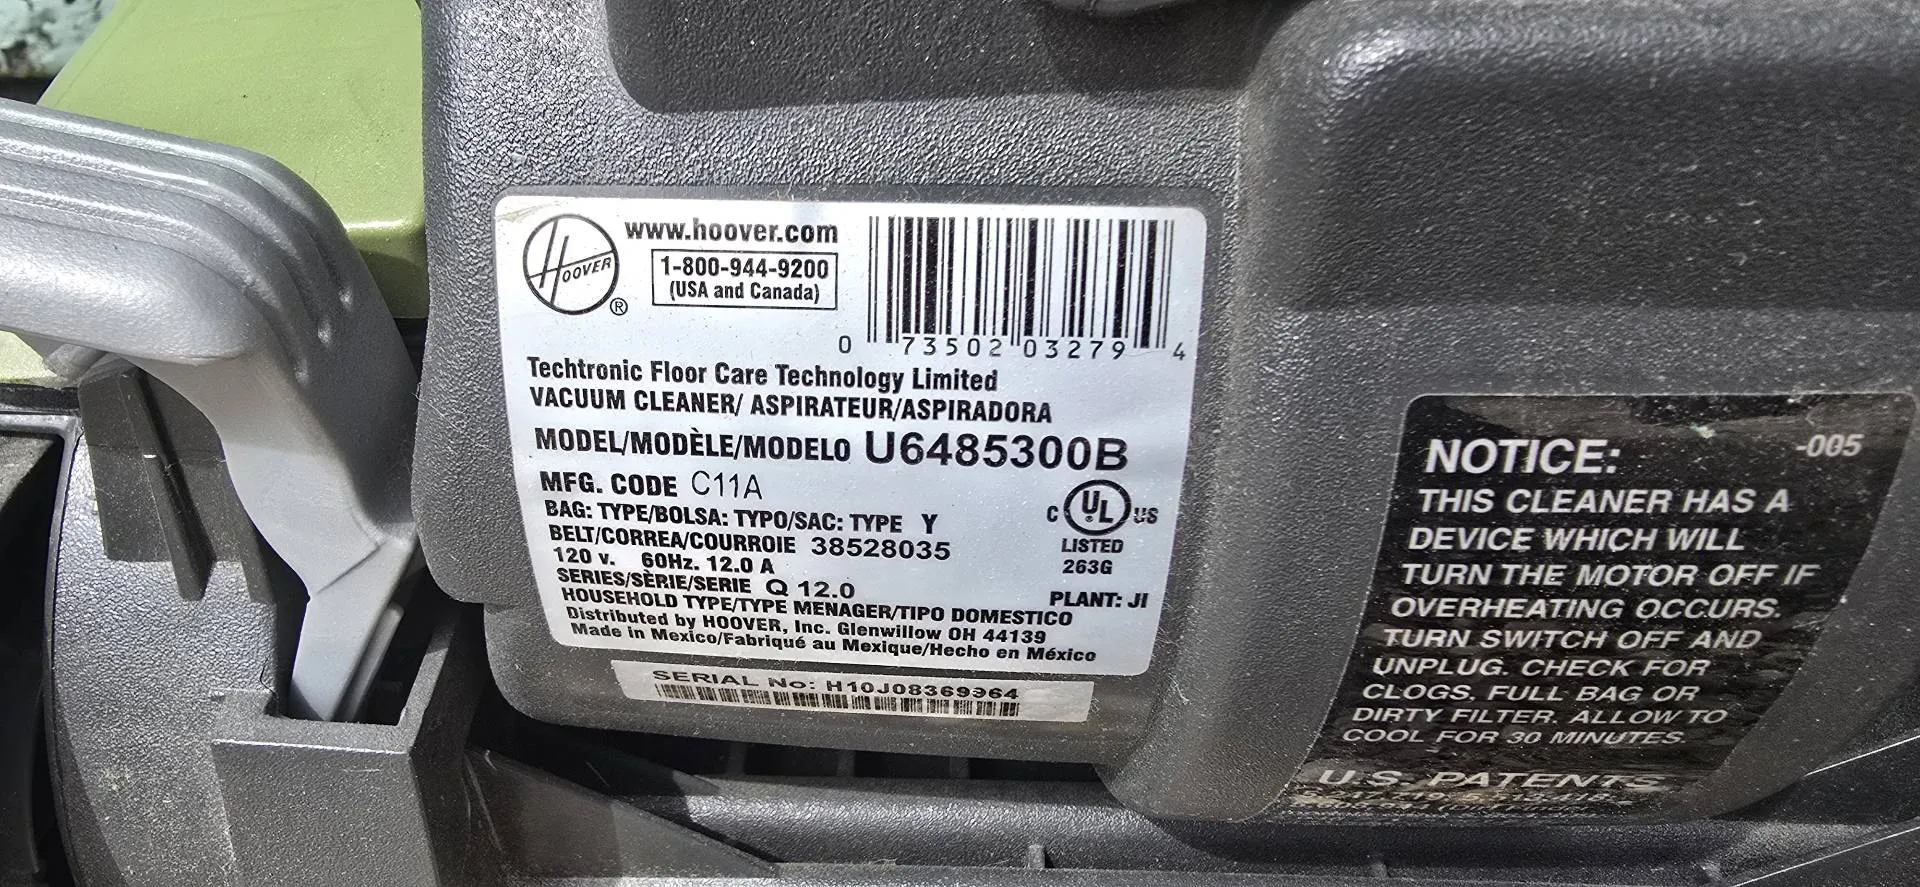 HOOVER
®
www.hoover.com
1-800-944-9200
(USA and Canada)
0 73502 03279 4
Techtronic Floor Care Technology Limited
VACUUM CLEANER/ ASPIRATEUR/ASPIRADORA
MODEL/MODÈLE/MODELO U6485300B
MFG. CODE C11A
BAG: TYPE/BOLSA: TYPO/SAC: TYPE Y
BELT/CORREA/COURROIE 38528035
120 v. 60Hz. 12.0 A
SERIES/SÈRIE/SERIE Q 12.0
HOUSEHOLD TYPE/TYPE MENAGER/TIPO DOMESTICO
Distributed by HOOVER, Inc. Glenwillow OH 44139
Made in Mexico/Fabriqué au Mexique/Hecho en México
C UL US
LISTED
263G
PLANT: JI
SERIAL No: H10J08369364
NOTICE: -005
THIS CLEANER HAS A
DEVICE WHICH WILL
TURN THE MOTOR OFF IF
OVERHEATING OCCURS.
TURN SWITCH OFF AND
UNPLUG. CHECK FOR
CLOGS, FULL BAG OR
DIRTY FILTER. ALLOW TO
COOL FOR 30 MINUTES.
U.S. PATENTS